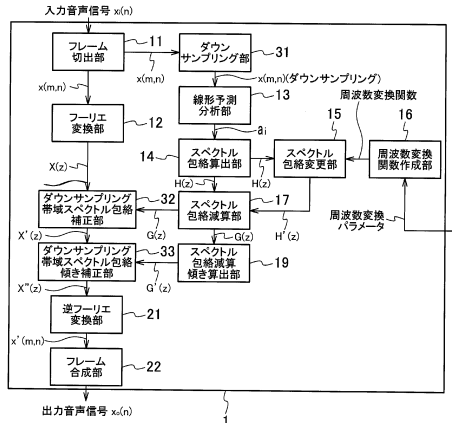 入力音声信号 xi(n)
フレーム
切出部
11
x(m,n)
x(m,n)
ダウン
サンプリング部
31
x(m,n)(ダウンサンプリング)
フーリエ
変換部
12
線形予測
分析部
13
ai
周波数変換関数
X(z)
14
スペクトル
包絡算出部
H(z)
H(z)
15
スペクトル
包絡変更部
16
周波数変換
関数作成部
ダウンサンプリング
帯域スペクトル包絡
補正部
32
G(z)
スペクトル
包絡減算部
17
H'(z)
周波数変換
パラメータ
X'(z)
G(z)
ダウンサンプリング
帯域スペクトル包絡
傾き補正部
33
G'(z)
スペクトル
包絡減算
傾き算出部
19
X"(z)
逆フーリエ
変換部
21
x'(m,n)
フレーム
合成部
22
出力音声信号 xo(n)
1